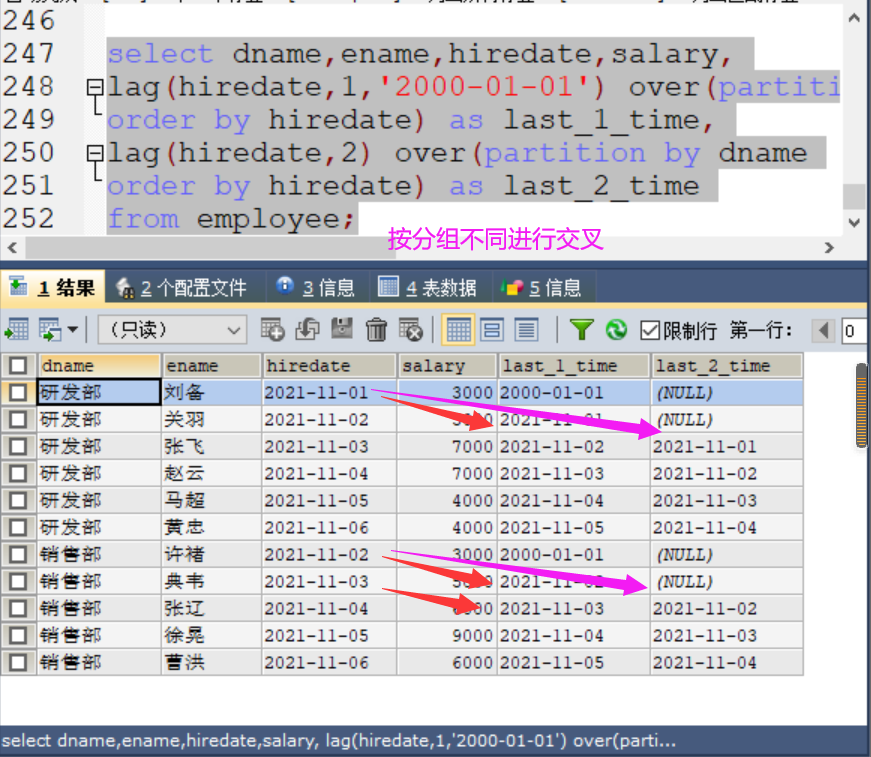 246
247 select dname,ename,hiredate,salary,
248 lag(hiredate,1,'2000-01-01') over(partiti
249 order by hiredate) as last_1_time,
250 lag(hiredate,2) over(partition by dname
251 order by hiredate) as last_2_time
252 from employee;
按分组不同进行交叉
1 结果 2 个配置文件 3 信息 4 表数据 5 信息
（只读） 限制行 第一行: 0
dname ename hiredate salary last_1_time last_2_time
研发部 刘备 2021-11-01 3000 2000-01-01 (NULL)
研发部 关羽 2021-11-02 2021-11-01 (NULL)
研发部 张飞 2021-11-03 7000 2021-11-02 2021-11-01
研发部 赵云 2021-11-04 7000 2021-11-03 2021-11-02
研发部 马超 2021-11-05 4000 2021-11-04 2021-11-03
研发部 黄忠 2021-11-06 4000 2021-11-05 2021-11-04
销售部 许褚 2021-11-02 3000 2000-01-01 (NULL)
销售部 典韦 2021-11-03 2021-11-02 (NULL)
销售部 张辽 2021-11-04 2021-11-03 2021-11-02
销售部 徐晃 2021-11-05 9000 2021-11-04 2021-11-03
销售部 曹洪 2021-11-06 6000 2021-11-05 2021-11-04
select dname,ename,hiredate,salary, lag(hiredate,1,'2000-01-01') over(parti...